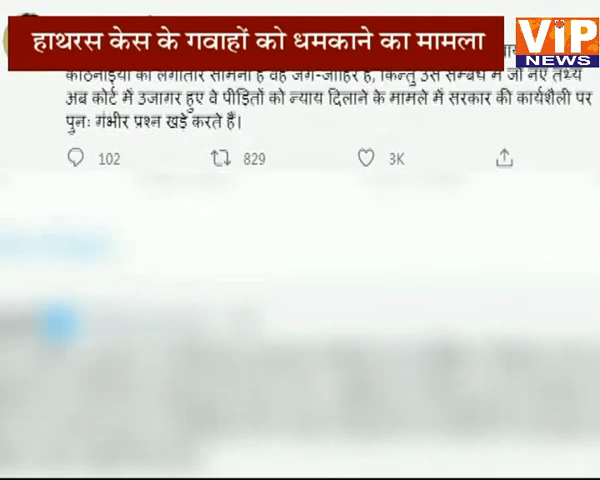 हाथरस केस के गवाहों को धमकाने का मामला
VIP
NEWS
कठिनाइयों का लगातार सामना है वह जग-जाहिर है, किन्तु उस सम्बंध में जो नए तथ्य
अब कोर्ट में उजागर हुए वे पीड़ितों को न्याय दिलाने के मामले में सरकार की कार्यशैली पर
पुनः गंभीर प्रश्न खड़े करते हैं।
102 829 3K